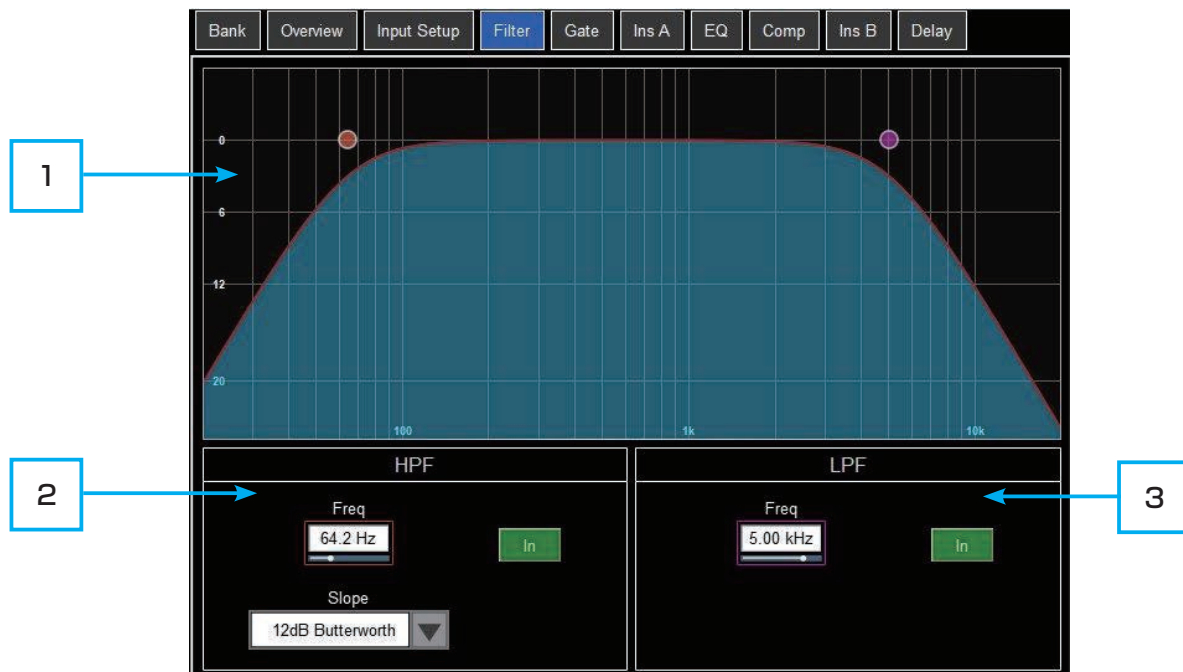 Bank Overview Input Setup Filter Gate Ins A EQ Comp Ins B Delay
0
1
6
12
20
100 1k 10k
HPF LPF
2 3
Freq Freq
64.2 Hz In 5.00 kHz In
Slope
12dB Butterworth